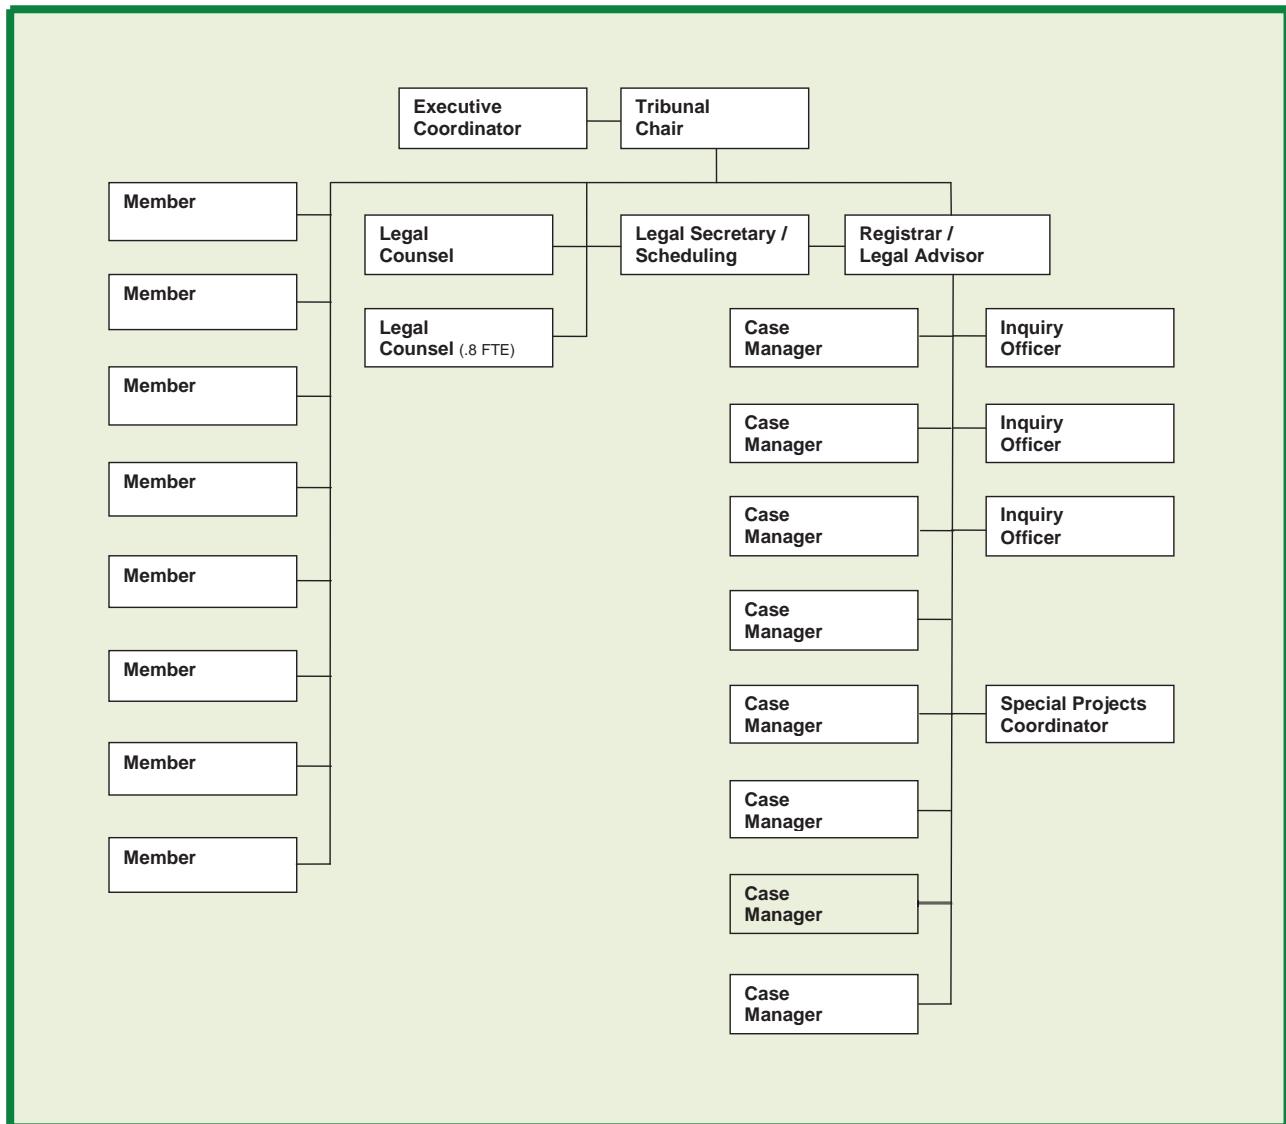 Executive
Coordinator
Tribunal
Chair
Member
Member
Member
Member
Member
Member
Member
Member
Legal
Counsel
Legal
Counsel (.8 FTE)
Legal Secretary /
Scheduling
Registrar /
Legal Advisor
Case
Manager
Inquiry
Officer
Case
Manager
Inquiry
Officer
Case
Manager
Inquiry
Officer
Case
Manager
Case
Manager
Special Projects
Coordinator
Case
Manager
Case
Manager
Case
Manager